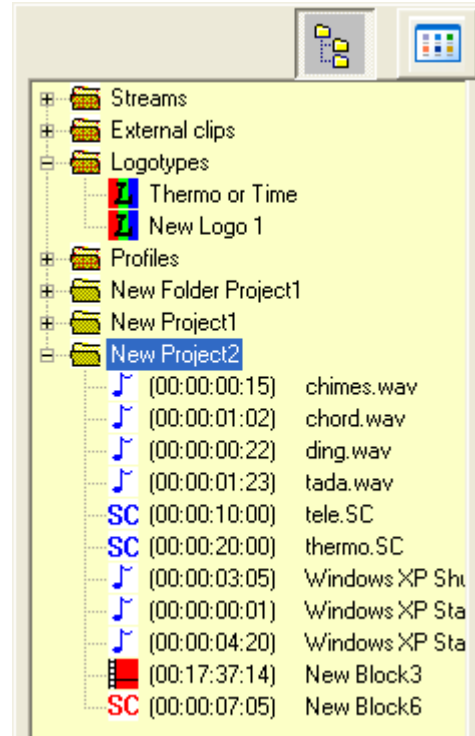 Streams
External clips
Logotypes
L Thermo or Time
L New Logo 1
Profiles
New Folder Project1
New Project1
New Project2
(00:00:00:15) chimes.wav
(00:00:01:02) chord.wav
(00:00:00:22) ding.wav
(00:00:01:23) tada.wav
SC (00:00:10:00) tele.SC
SC (00:00:20:00) thermo.SC
(00:00:03:05) Windows XP Shu
(00:00:00:01) Windows XP Sta
(00:00:04:20) Windows XP Sta
(00:17:37:14) New Block3
SC (00:00:07:05) New Block6